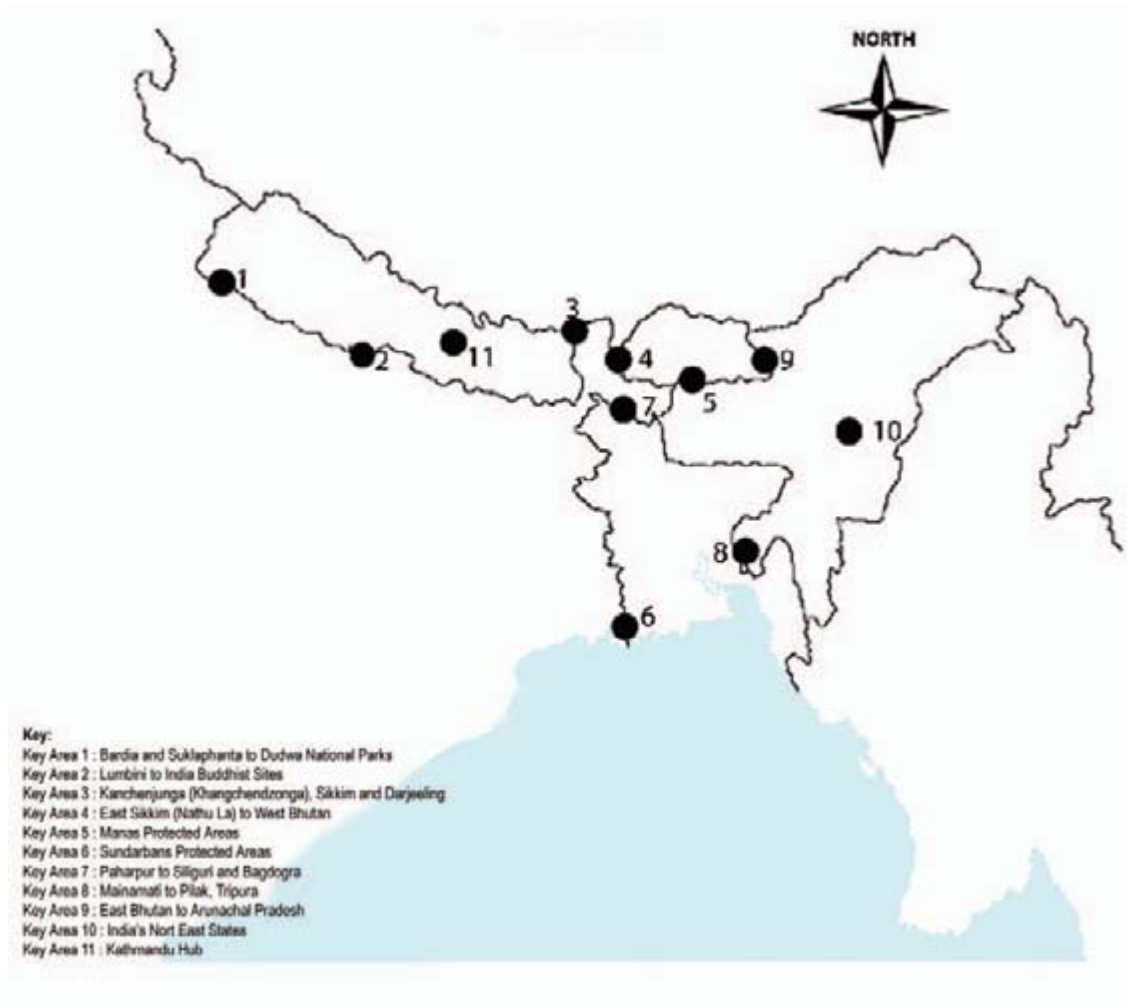 NORTH
1
2
11
3
4
5
9
7
10
8
6
Key:
Key Area 1 : Bardia and Suklaphanta to Dudwa National Parks
Key Area 2 : Lumbini to India Buddhist Sites
Key Area 3 : Kanchenjunga (Khangchendzonga), Sikkim and Darjeeling
Key Area 4 : East Sikkim (Nathu La) to West Bhutan
Key Area 5 : Manas Protected Areas
Key Area 6 : Sundarbans Protected Areas
Key Area 7 : Paharpur to Siliguri and Bagdogra
Key Area 8 : Mainamati to Pilak, Tripura
Key Area 9 : East Bhutan to Arunachal Pradesh
Key Area 10 : India's Nort East States
Key Area 11 : Kathmandu Hub